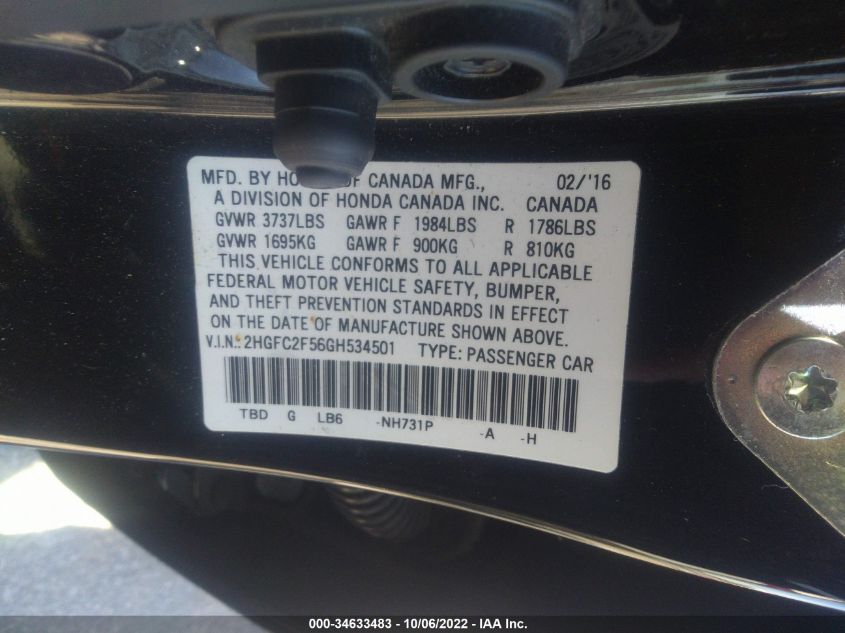 MFD. BY HO OF CANADA MFG., 02/'16
A DIVISION OF HONDA CANADA INC. CANADA
GVWR 3737LBS GAWR F 1984LBS R 1786LBS
GVWR 1695KG GAWR F 900KG R 810KG
THIS VEHICLE CONFORMS TO ALL APPLICABLE
FEDERAL MOTOR VEHICLE SAFETY, BUMPER,
AND THEFT PREVENTION STANDARDS IN EFFECT
ON THE DATE OF MANUFACTURE SHOWN ABOVE.
V.I.N.: 2HGFC2F56GH534501 TYPE: PASSENGER CAR
TBD G LB6 -NH731P -A -H
000-34633483 - 10/06/2022 - IAA Inc.